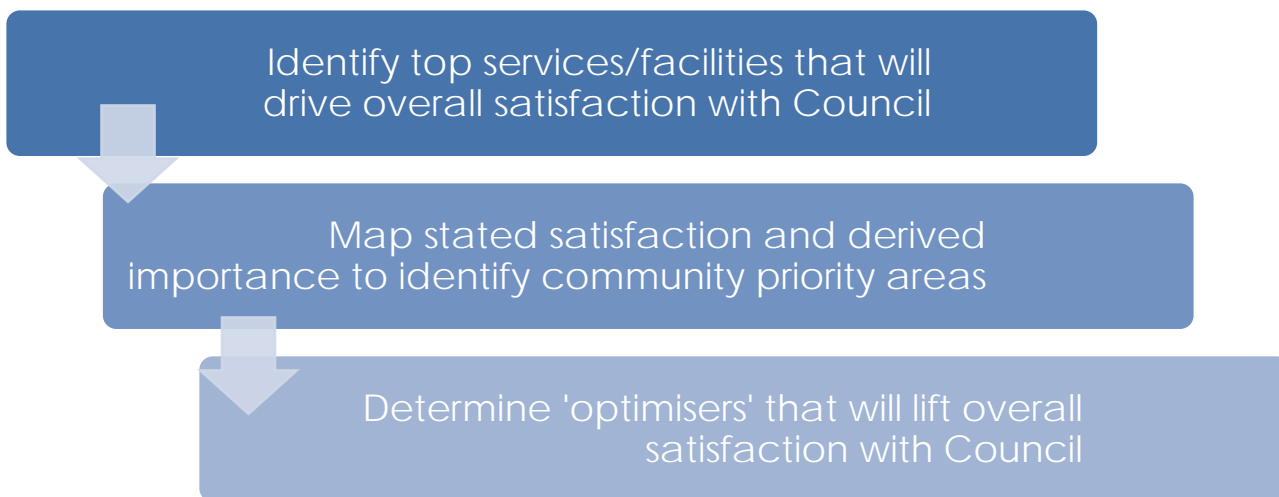 Identify top services/facilities that will
drive overall satisfaction with Council
Map stated satisfaction and derived
importance to identify community priority areas
Determine 'optimisers' that will lift overall
satisfaction with Council